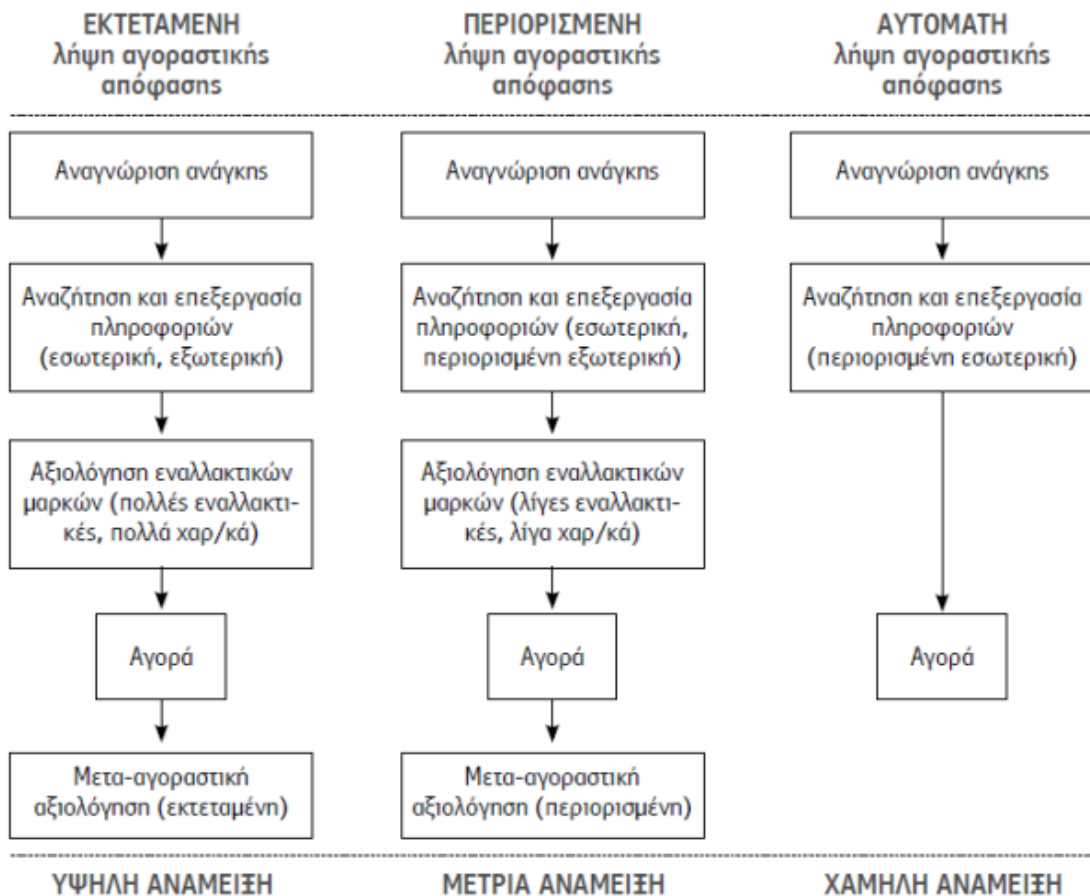 ΕΚΤΕΤΑΜΕΝΗ
λήψη αγοραστικής
απόφασης
ΠΕΡΙΟΡΙΣΜΕΝΗ
λήψη αγοραστικής
απόφασης
ΑΥΤΟΜΑΤΗ
λήψη αγοραστικής
απόφασης
Αναγνώριση ανάγκης
Αναγνώριση ανάγκης
Αναγνώριση ανάγκης
Αναζήτηση και επεξεργασία
πληροφοριών
(εσωτερική, εξωτερική)
Αναζήτηση και επεξεργασία
πληροφοριών (εσωτερική,
περιορισμένη εξωτερική)
Αναζήτηση και επεξεργασία
πληροφοριών
(περιορισμένη εσωτερική)
Αξιολόγηση εναλλακτικών
μαρκών (πολλές εναλλακτι-
κές, πολλά χαρ/κά)
Αξιολόγηση εναλλακτικών
μαρκών (λίγες εναλλακτι-
κές, λίγα χαρ/κά)
Αγορά
Αγορά
Αγορά
Μετα-αγοραστική
αξιολόγηση (εκτεταμένη)
Μετα-αγοραστική
αξιολόγηση (περιορισμένη)
ΥΨΗΛΗ ΑΝΑΜΕΙΞΗ
ΜΕΤΡΙΑ ΑΝΑΜΕΙΞΗ
ΧΑΜΗΛΗ ΑΝΑΜΕΙΞΗ